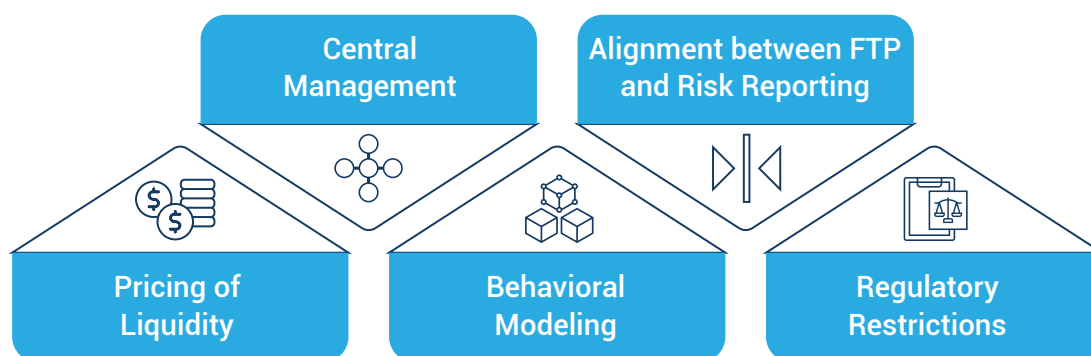 Central
Management
Alignment between FTP
and Risk Reporting
$
$
Pricing of
Liquidity
Behavioral
Modeling
Regulatory
Restrictions